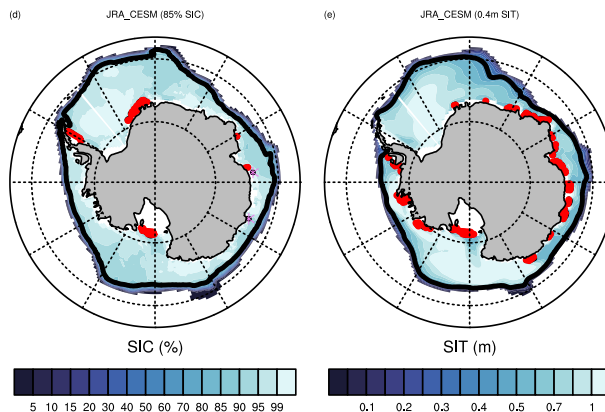 (d) JRA_CESM (85% SIC)
(e) JRA_CESM (0.4m SIT)
SIC (%)
5 10 15 20 30 40 50 60 70 80 85 90 95 99
SIT (m)
0.1 0.2 0.3 0.4 0.5 0.7 1